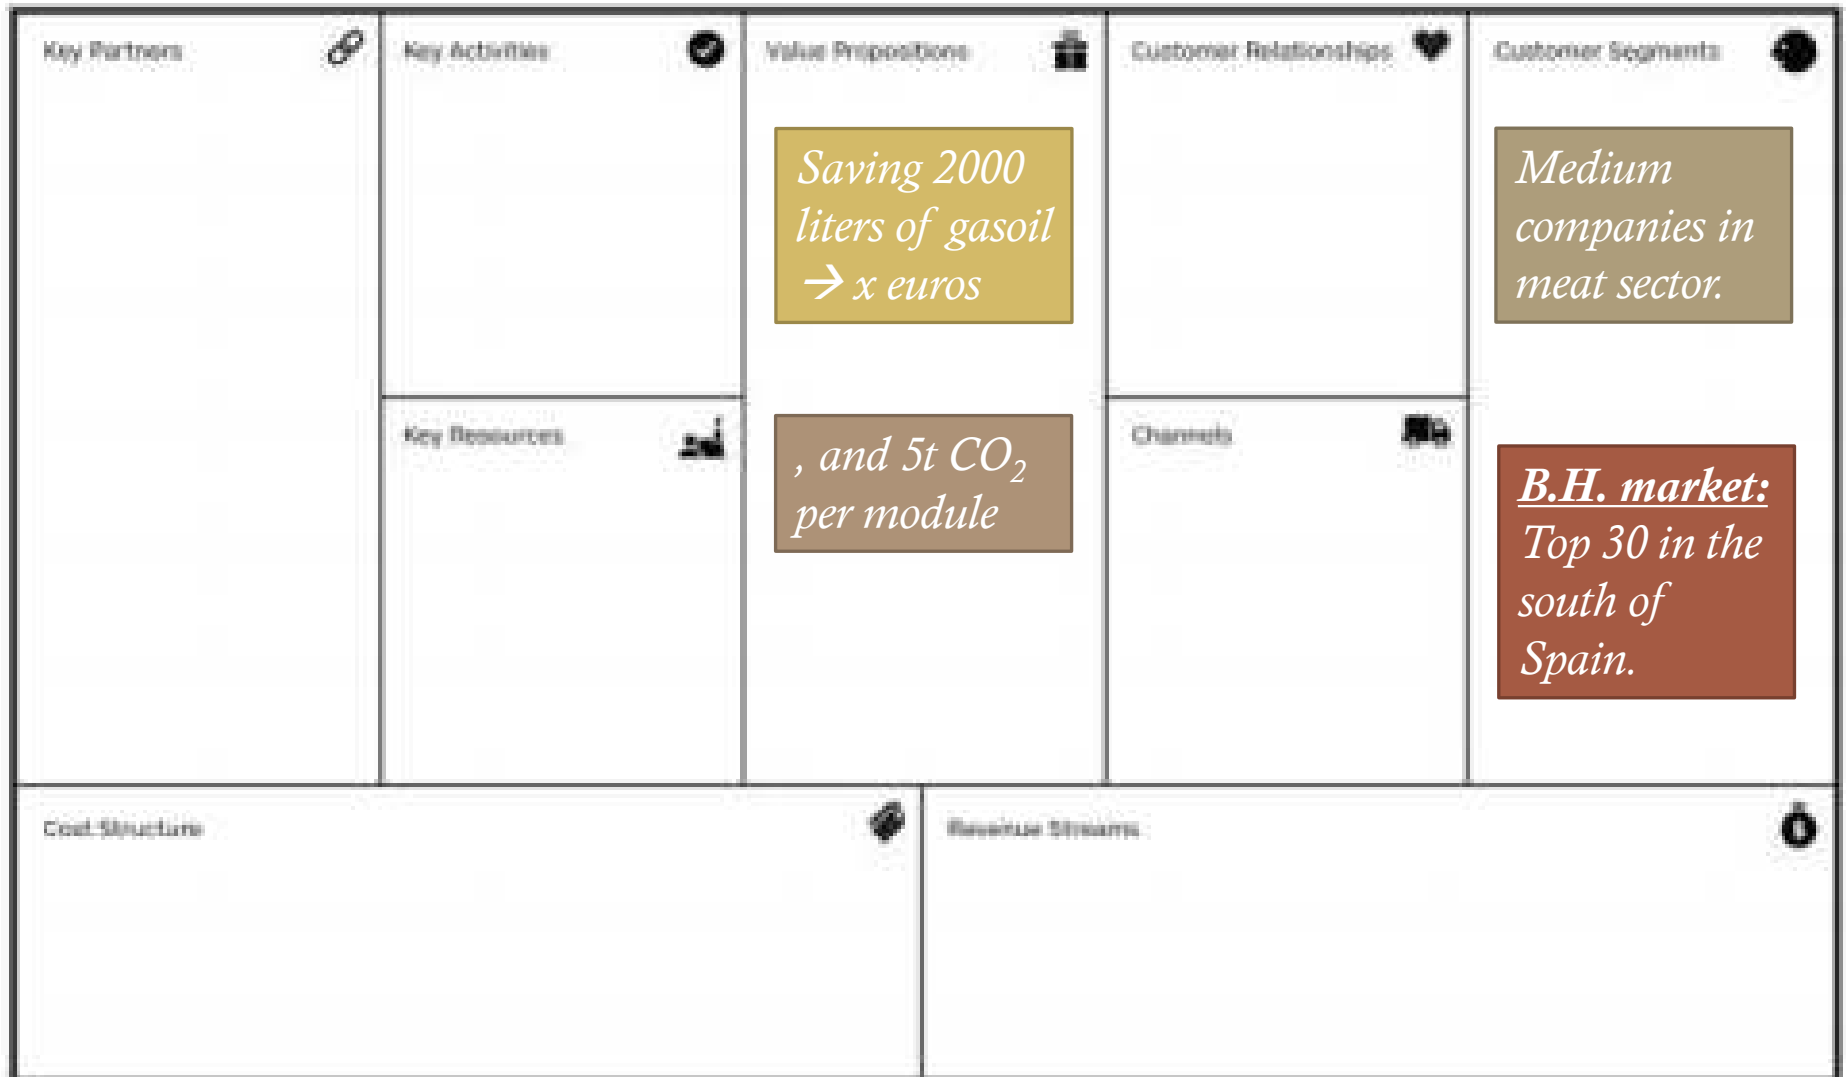 Key Partners
Key Activities
Value Propositions
Customer Relationships
Customer Segments
Saving 2000
liters of gasoil
→ x euros
Medium
companies in
meat sector.
Key Resources
, and 5t CO₂
per module
Channels
B.H. market:
Top 30 in the
south of
Spain.
Cost Structure
Revenue Streams